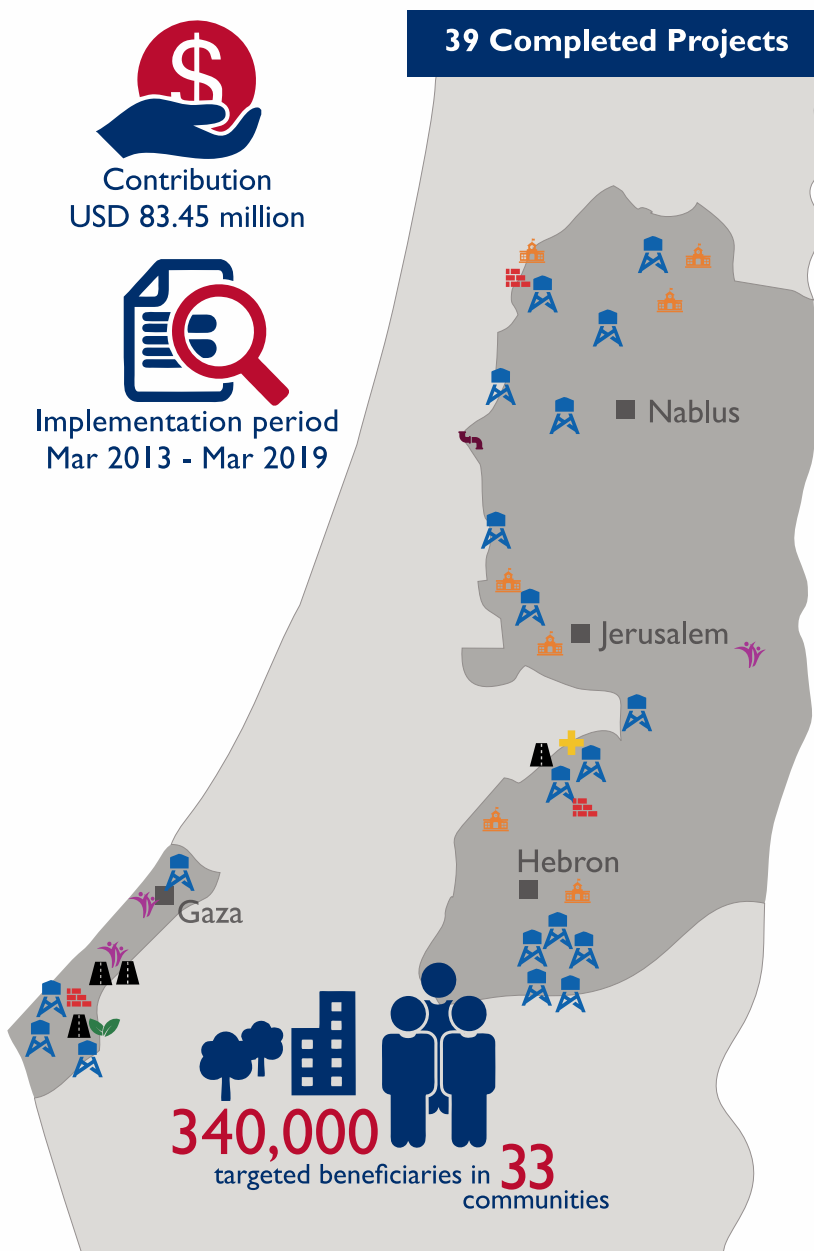 39 Completed Projects
$
Contribution
USD 83.45 million
Implementation period
Mar 2013 - Mar 2019
Nablus
Jerusalem
Hebron
Gaza
340,000
targeted beneficiaries in 33
communities